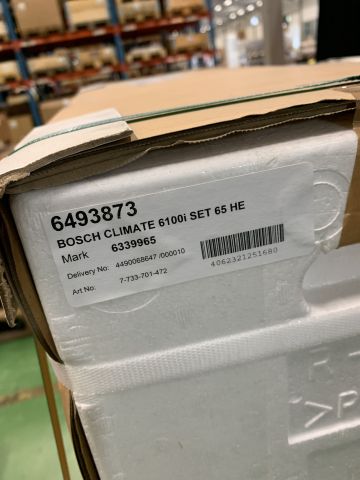 6493873
BOSCH CLIMATE 6100i SET 65 HE
Mark 6339965
Delivery No: 4490068647 /000010
Art No: 7-733-701-472
4062321251680
>P